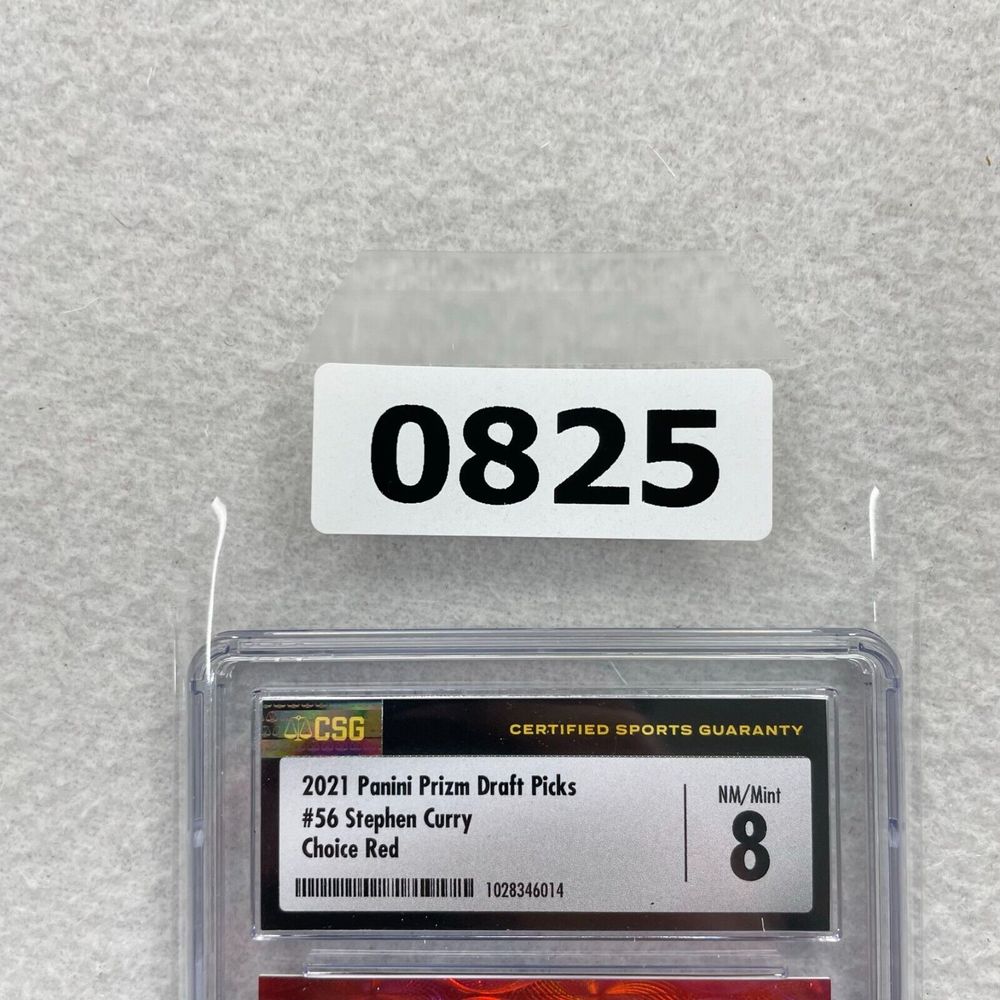 0825
CSG
CERTIFIED SPORTS GUARANTY
2021 Panini Prizm Draft Picks
#56 Stephen Curry
Choice Red
NM/Mint
8
1028346014